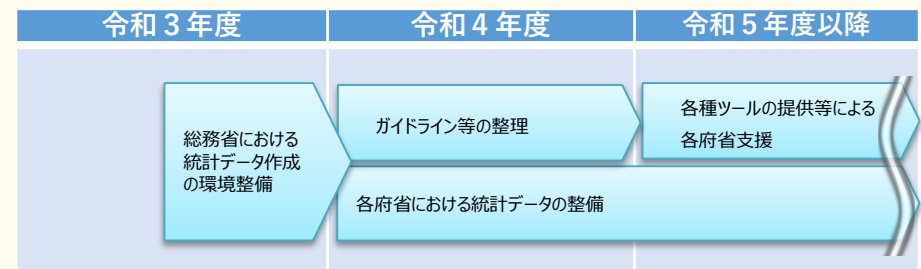 令和３年度
令和４年度
令和５年度以降
総務省における
統計データ作成
の環境整備
ガイドライン等の整理
各種ツールの提供等による
各府省支援
各府省における統計データの整備